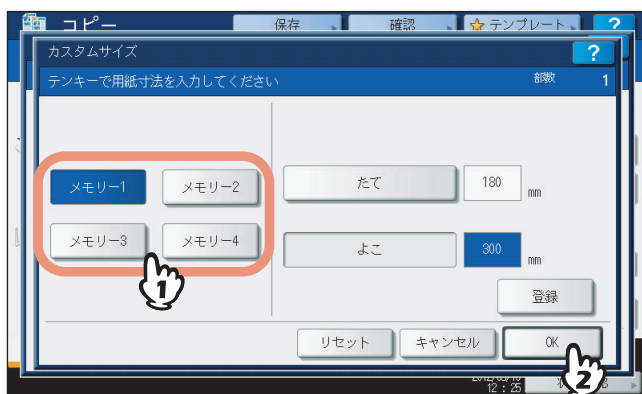 コピー 保存 確認 テンプレート ?
カスタムサイズ ?
テンキーで用紙寸法を入力してください 部数 1
メモリー1 メモリー2 たて 180 mm
メモリー3 メモリー4 よこ 300 mm
1
登録
リセット キャンセル OK
2
12:25